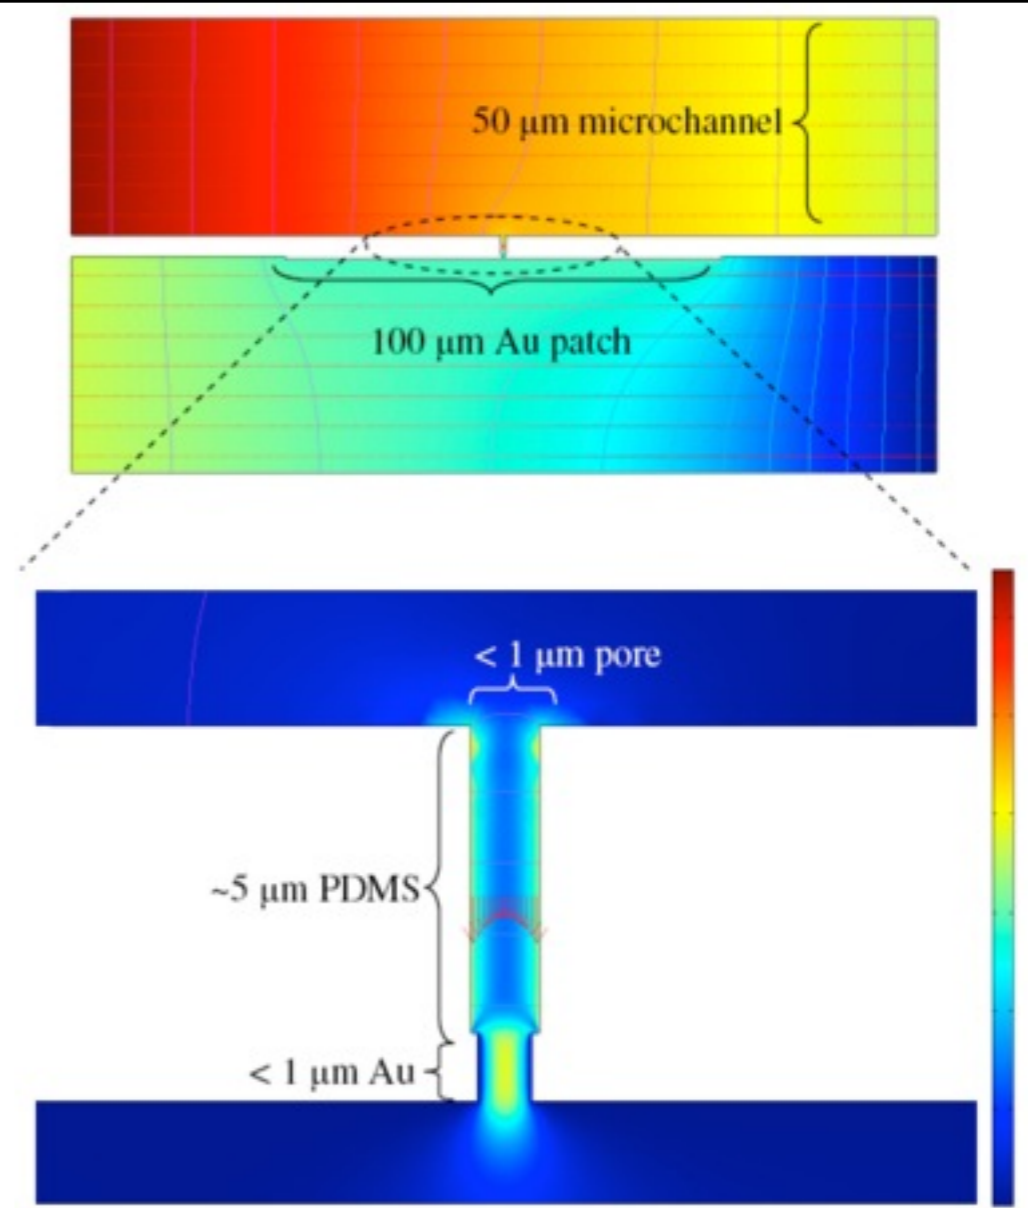 50 μm microchannel
100 μm Au patch
< 1 μm pore
~5 μm PDMS
< 1 μm Au